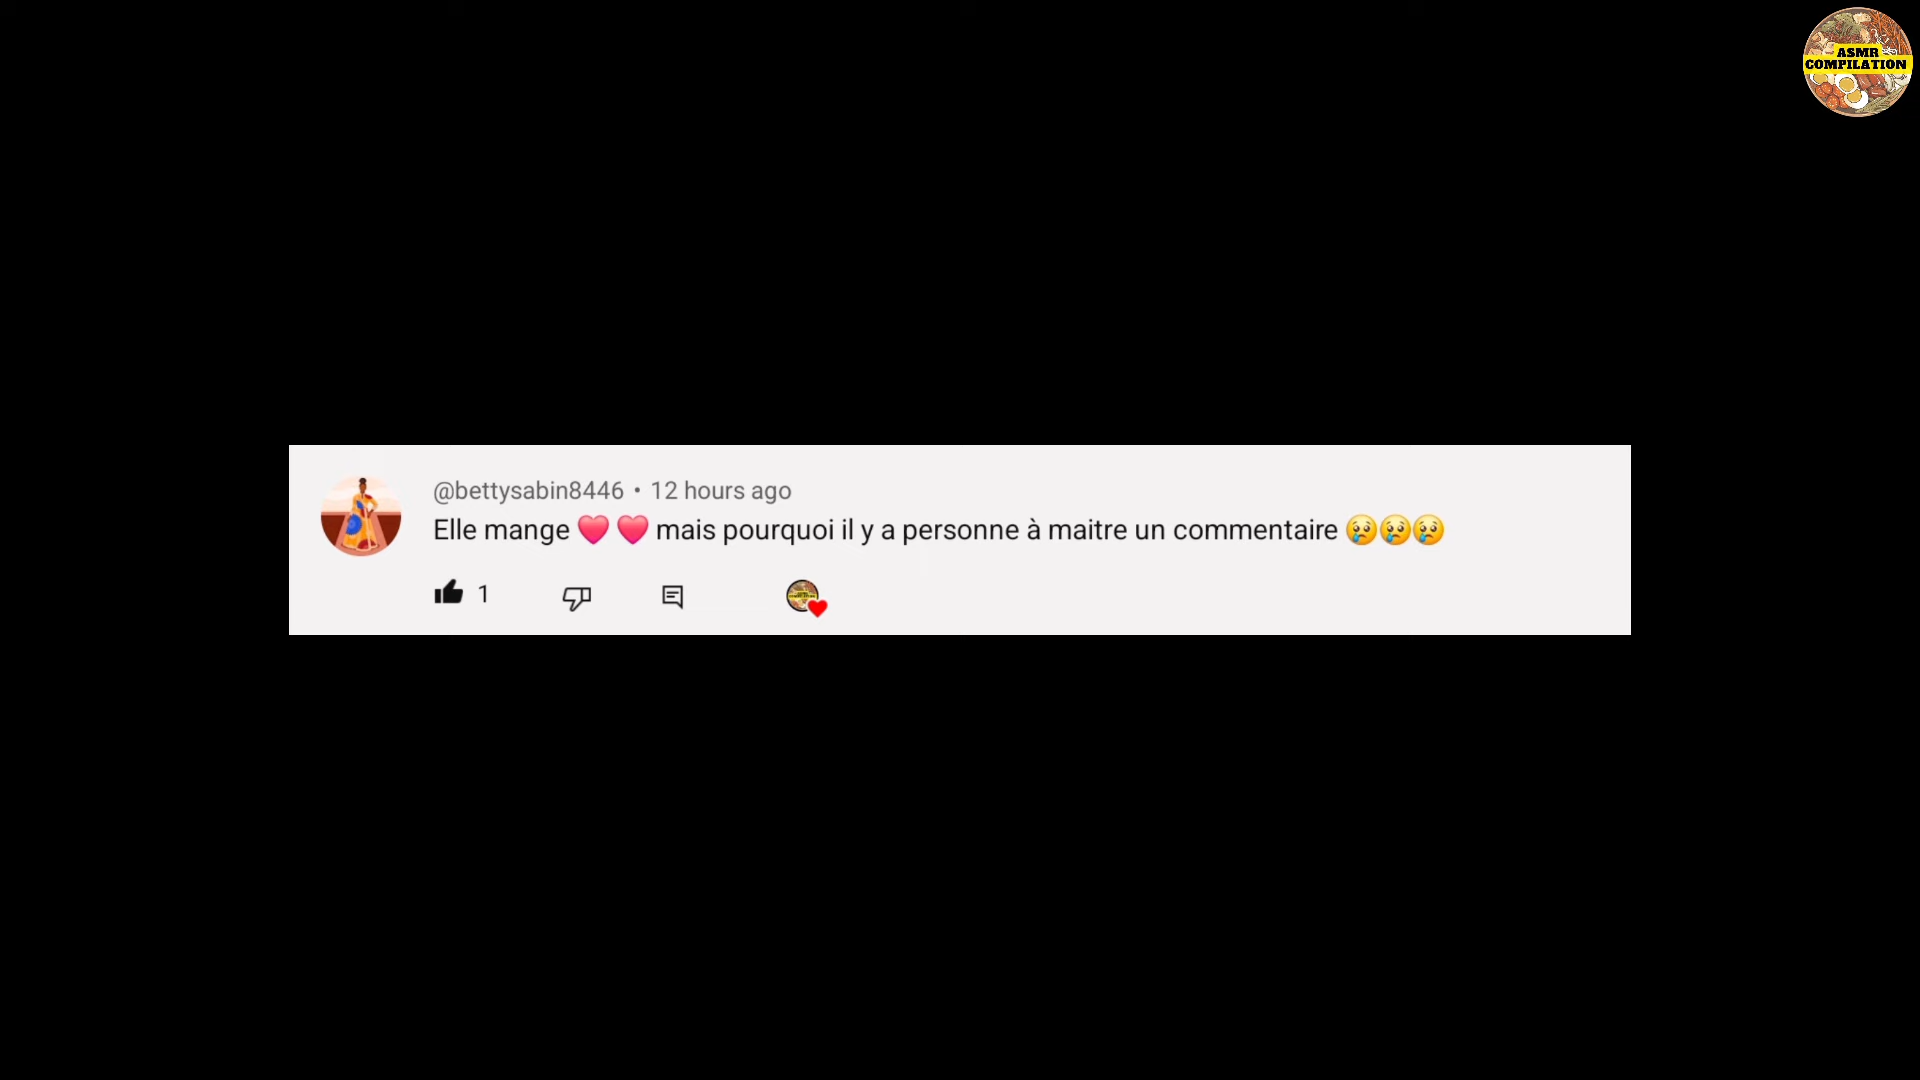 ASMR
COMPILATION
@bettysabin8446 • 12 hours ago
Elle mange 💗 💗 mais pourquoi il y a personne à maitre un commentaire 😢😢😢
1